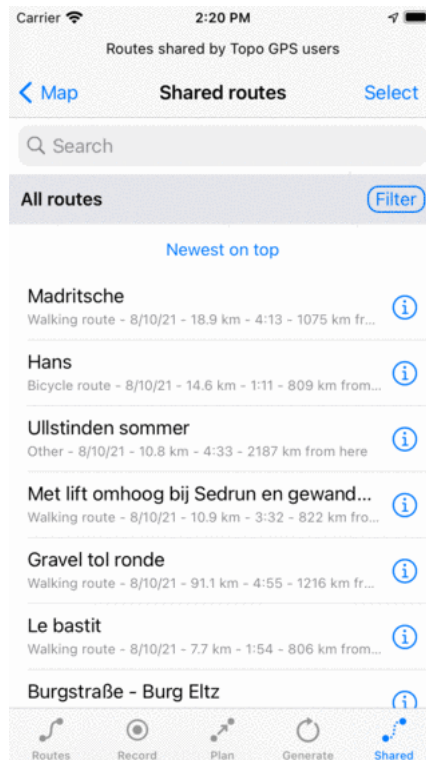 Carrier 2:20 PM
Routes shared by Topo GPS users
Map Shared routes Select
Search
All routes Filter
Newest on top
Madritsche
Walking route - 8/10/21 - 18.9 km - 4:13 - 1075 km fr...
Hans
Bicycle route - 8/10/21 - 14.6 km - 1:11 - 809 km from...
Ullstinden sommer
Other - 8/10/21 - 10.8 km - 4:33 - 2187 km from here
Met lift omhoog bij Sedrun en gewand...
Walking route - 8/10/21 - 10.9 km - 3:32 - 822 km fro...
Gravel tol ronde
Walking route - 8/10/21 - 91.1 km - 4:55 - 1216 km fr...
Le bastit
Walking route - 8/10/21 - 7.7 km - 1:54 - 806 km from...
Burgstraße - Burg Eltz
Routes Record Plan Generate Shared